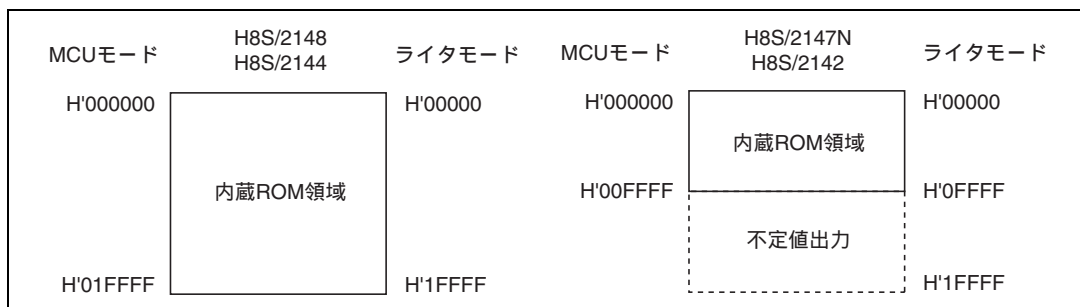 MCUモード
H8S/2148
H8S/2144
ライタモード
H'000000
H'00000
内蔵ROM領域
H'01FFFF
H'1FFFF
MCUモード
H8S/2147N
H8S/2142
ライタモード
H'000000
H'00000
内蔵ROM領域
H'00FFFF
H'0FFFF
不定値出力
H'1FFFF